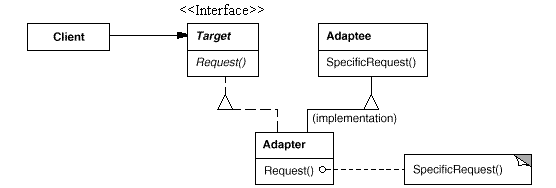 <<Interface>>
Client
Target
Request()
Adaptee
SpecificRequest()
(implementation)
Adapter
Request()
SpecificRequest()